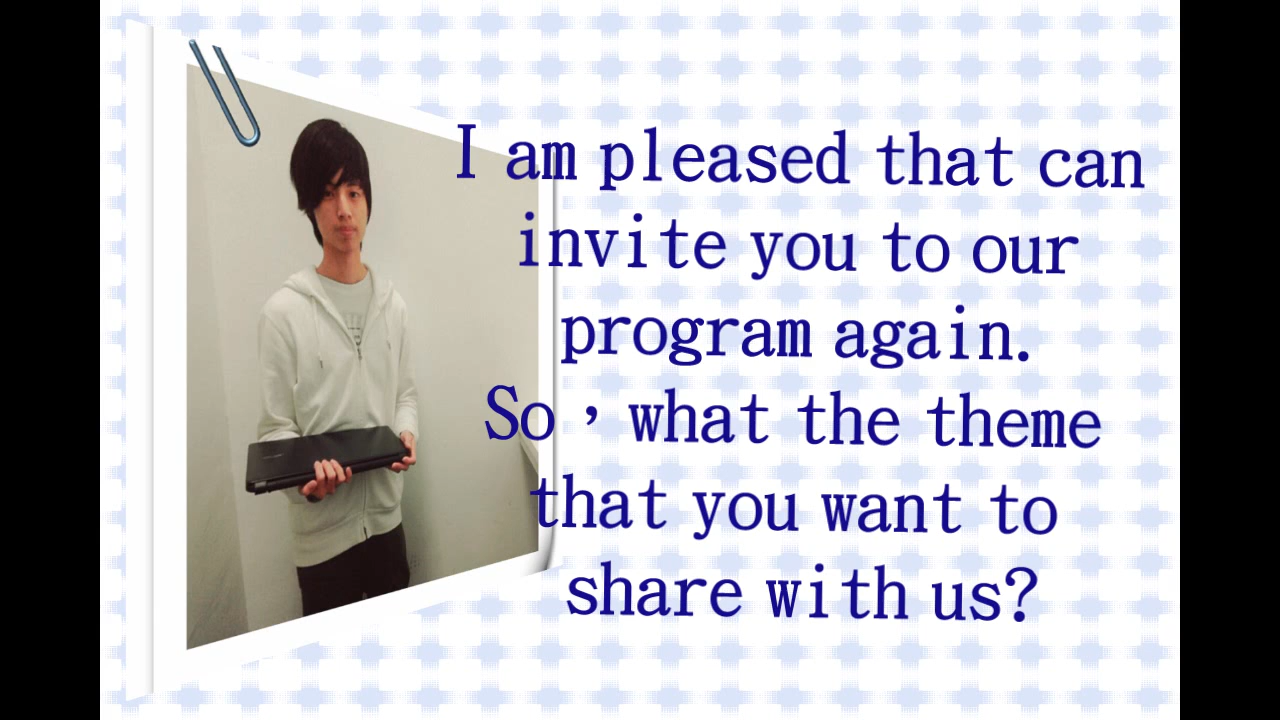 I am pleased that can
invite you to our
program again.
So，what the theme
that you want to
share with us?